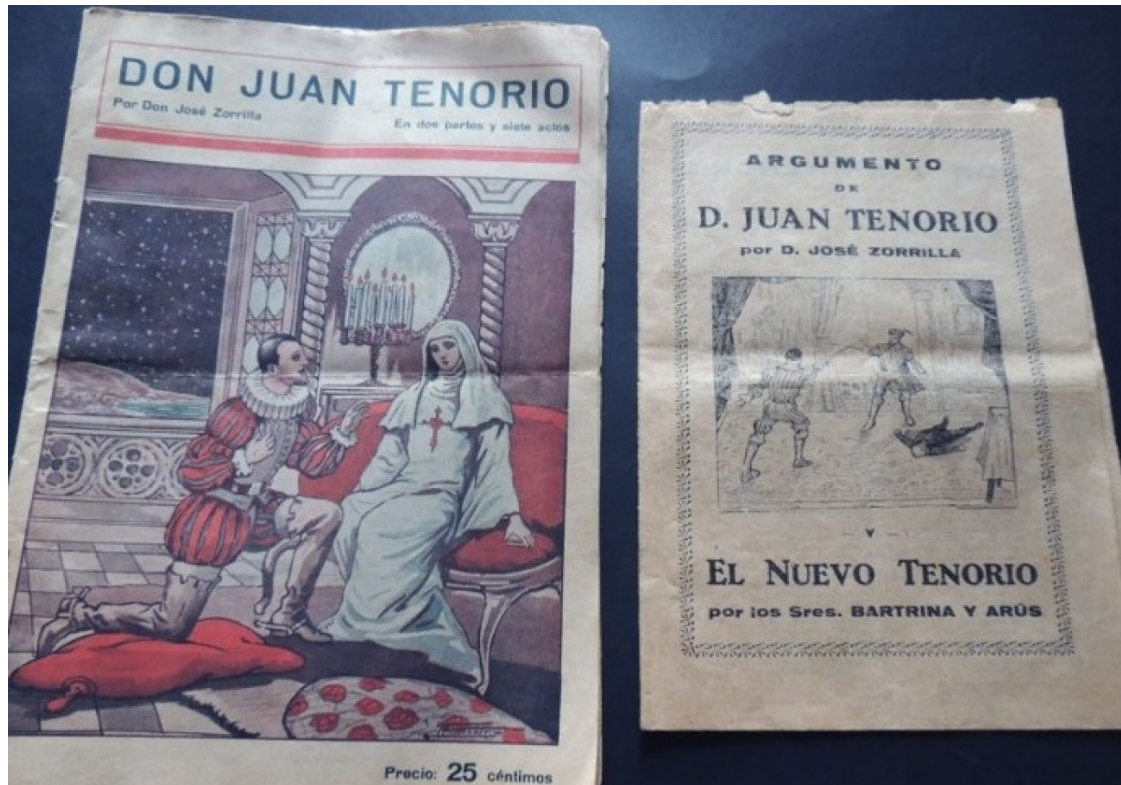 DON JUAN TENORIO
Por Don José Zorrilla
En dos partes y siete actos
Precio: 25 céntimos
ARGUMENTO
DE
D. JUAN TENORIO
por D. JOSÉ ZORRILLA
- Y -
EL NUEVO TENORIO
por los Sres. BARTRINA Y ARÚS